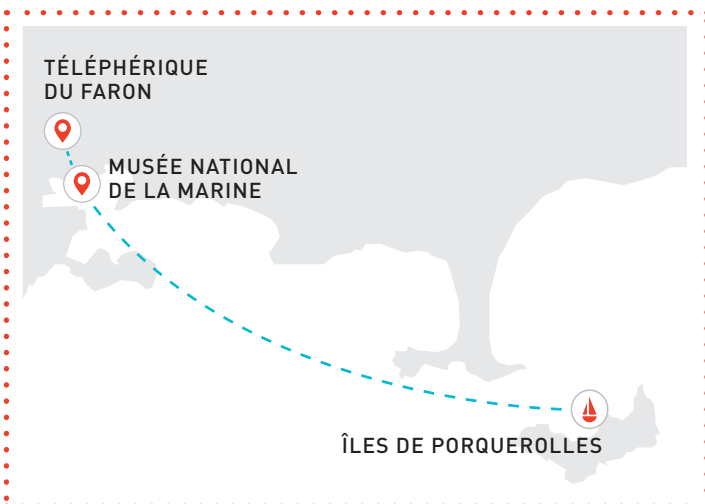 TÉLÉPHÉRIQUE
DU FARON
MUSÉE NATIONAL
DE LA MARINE
ÎLES DE PORQUEROLLES